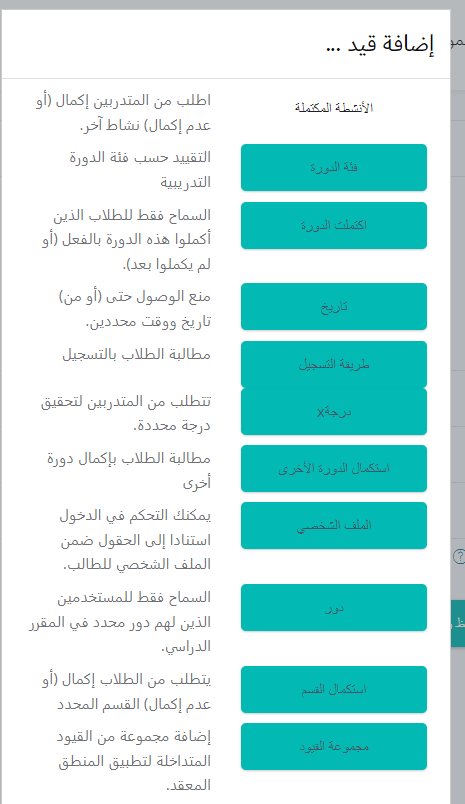 إضافة قيد ...
الأنشطة المكتملة
اطلب من المتدربين إكمال (أو
عدم إكمال) نشاط آخر.
فئة الدورة
التقييد حسب فئة الدورة
التدريبية
اكتملت الدورة
السماح فقط للطلاب الذين
أكملوا هذه الدورة بالفعل (أو
لم يكملوا بعد).
تاريخ
منع الوصول حتى (أو من)
تاريخ ووقت محددين.
طريقة التسجيل
مطالبة الطلاب بالتسجيل
درجةx
تتطلب من المتدربين لتحقيق
درجة محددة.
استكمال الدورة الأخرى
مطالبة الطلاب بإكمال دورة
أخرى
الملف الشخصي
يمكنك التحكم في الدخول
استنادا إلى الحقول ضمن
الملف الشخصي للطالب.
دور
السماح فقط للمستخدمين
الذين لهم دور محدد في المقرر
الدراسي.
استكمال القسم
يتطلب من الطلاب إكمال (أو
عدم إكمال) القسم المحدد
مجموعة القيود
إضافة مجموعة من القيود
المتداخلة لتطبيق المنطق
المعقد.